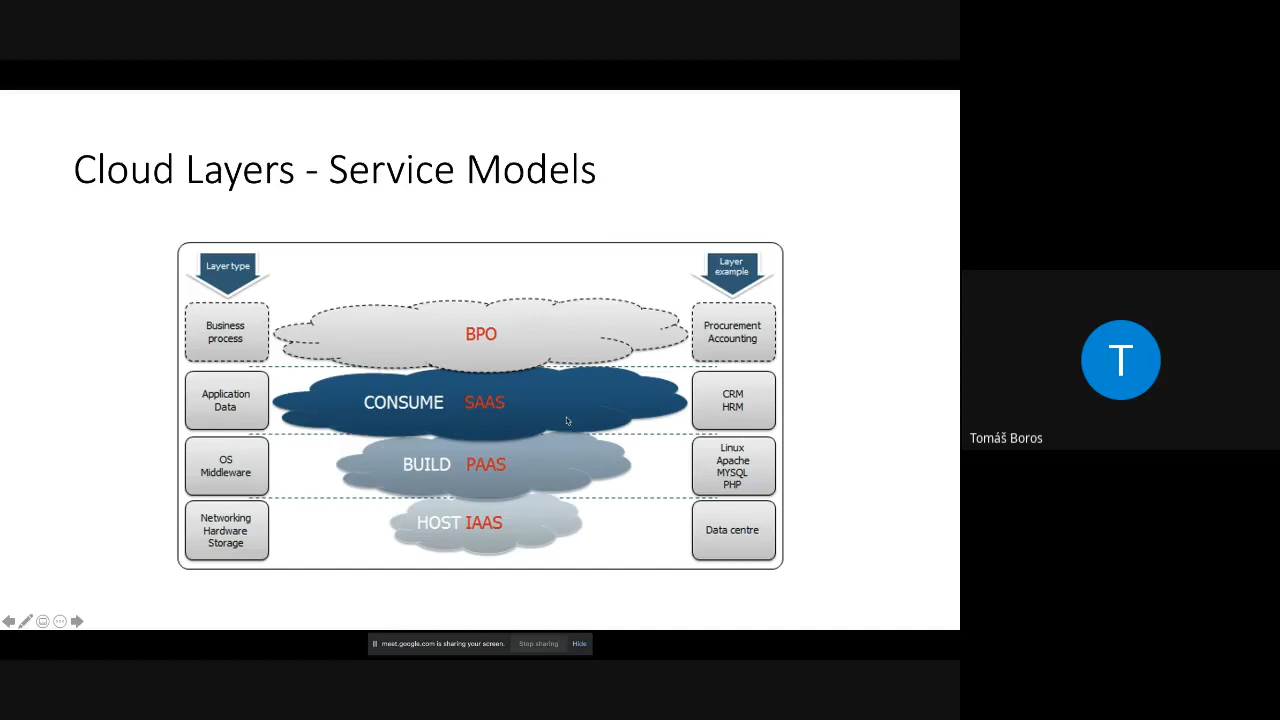 Cloud Layers - Service Models
Layer type
Layer
example
Business
process
BPO
Procurement
Accounting
Application
Data
CONSUME SAAS
CRM
HRM
OS
Middleware
BUILD PAAS
Linux
Apache
MYSQL
PHP
Networking
Hardware
Storage
HOST IAAS
Data centre
meet.google.com is sharing your screen.
Stop sharing
Hide
T
Tomáš Boros